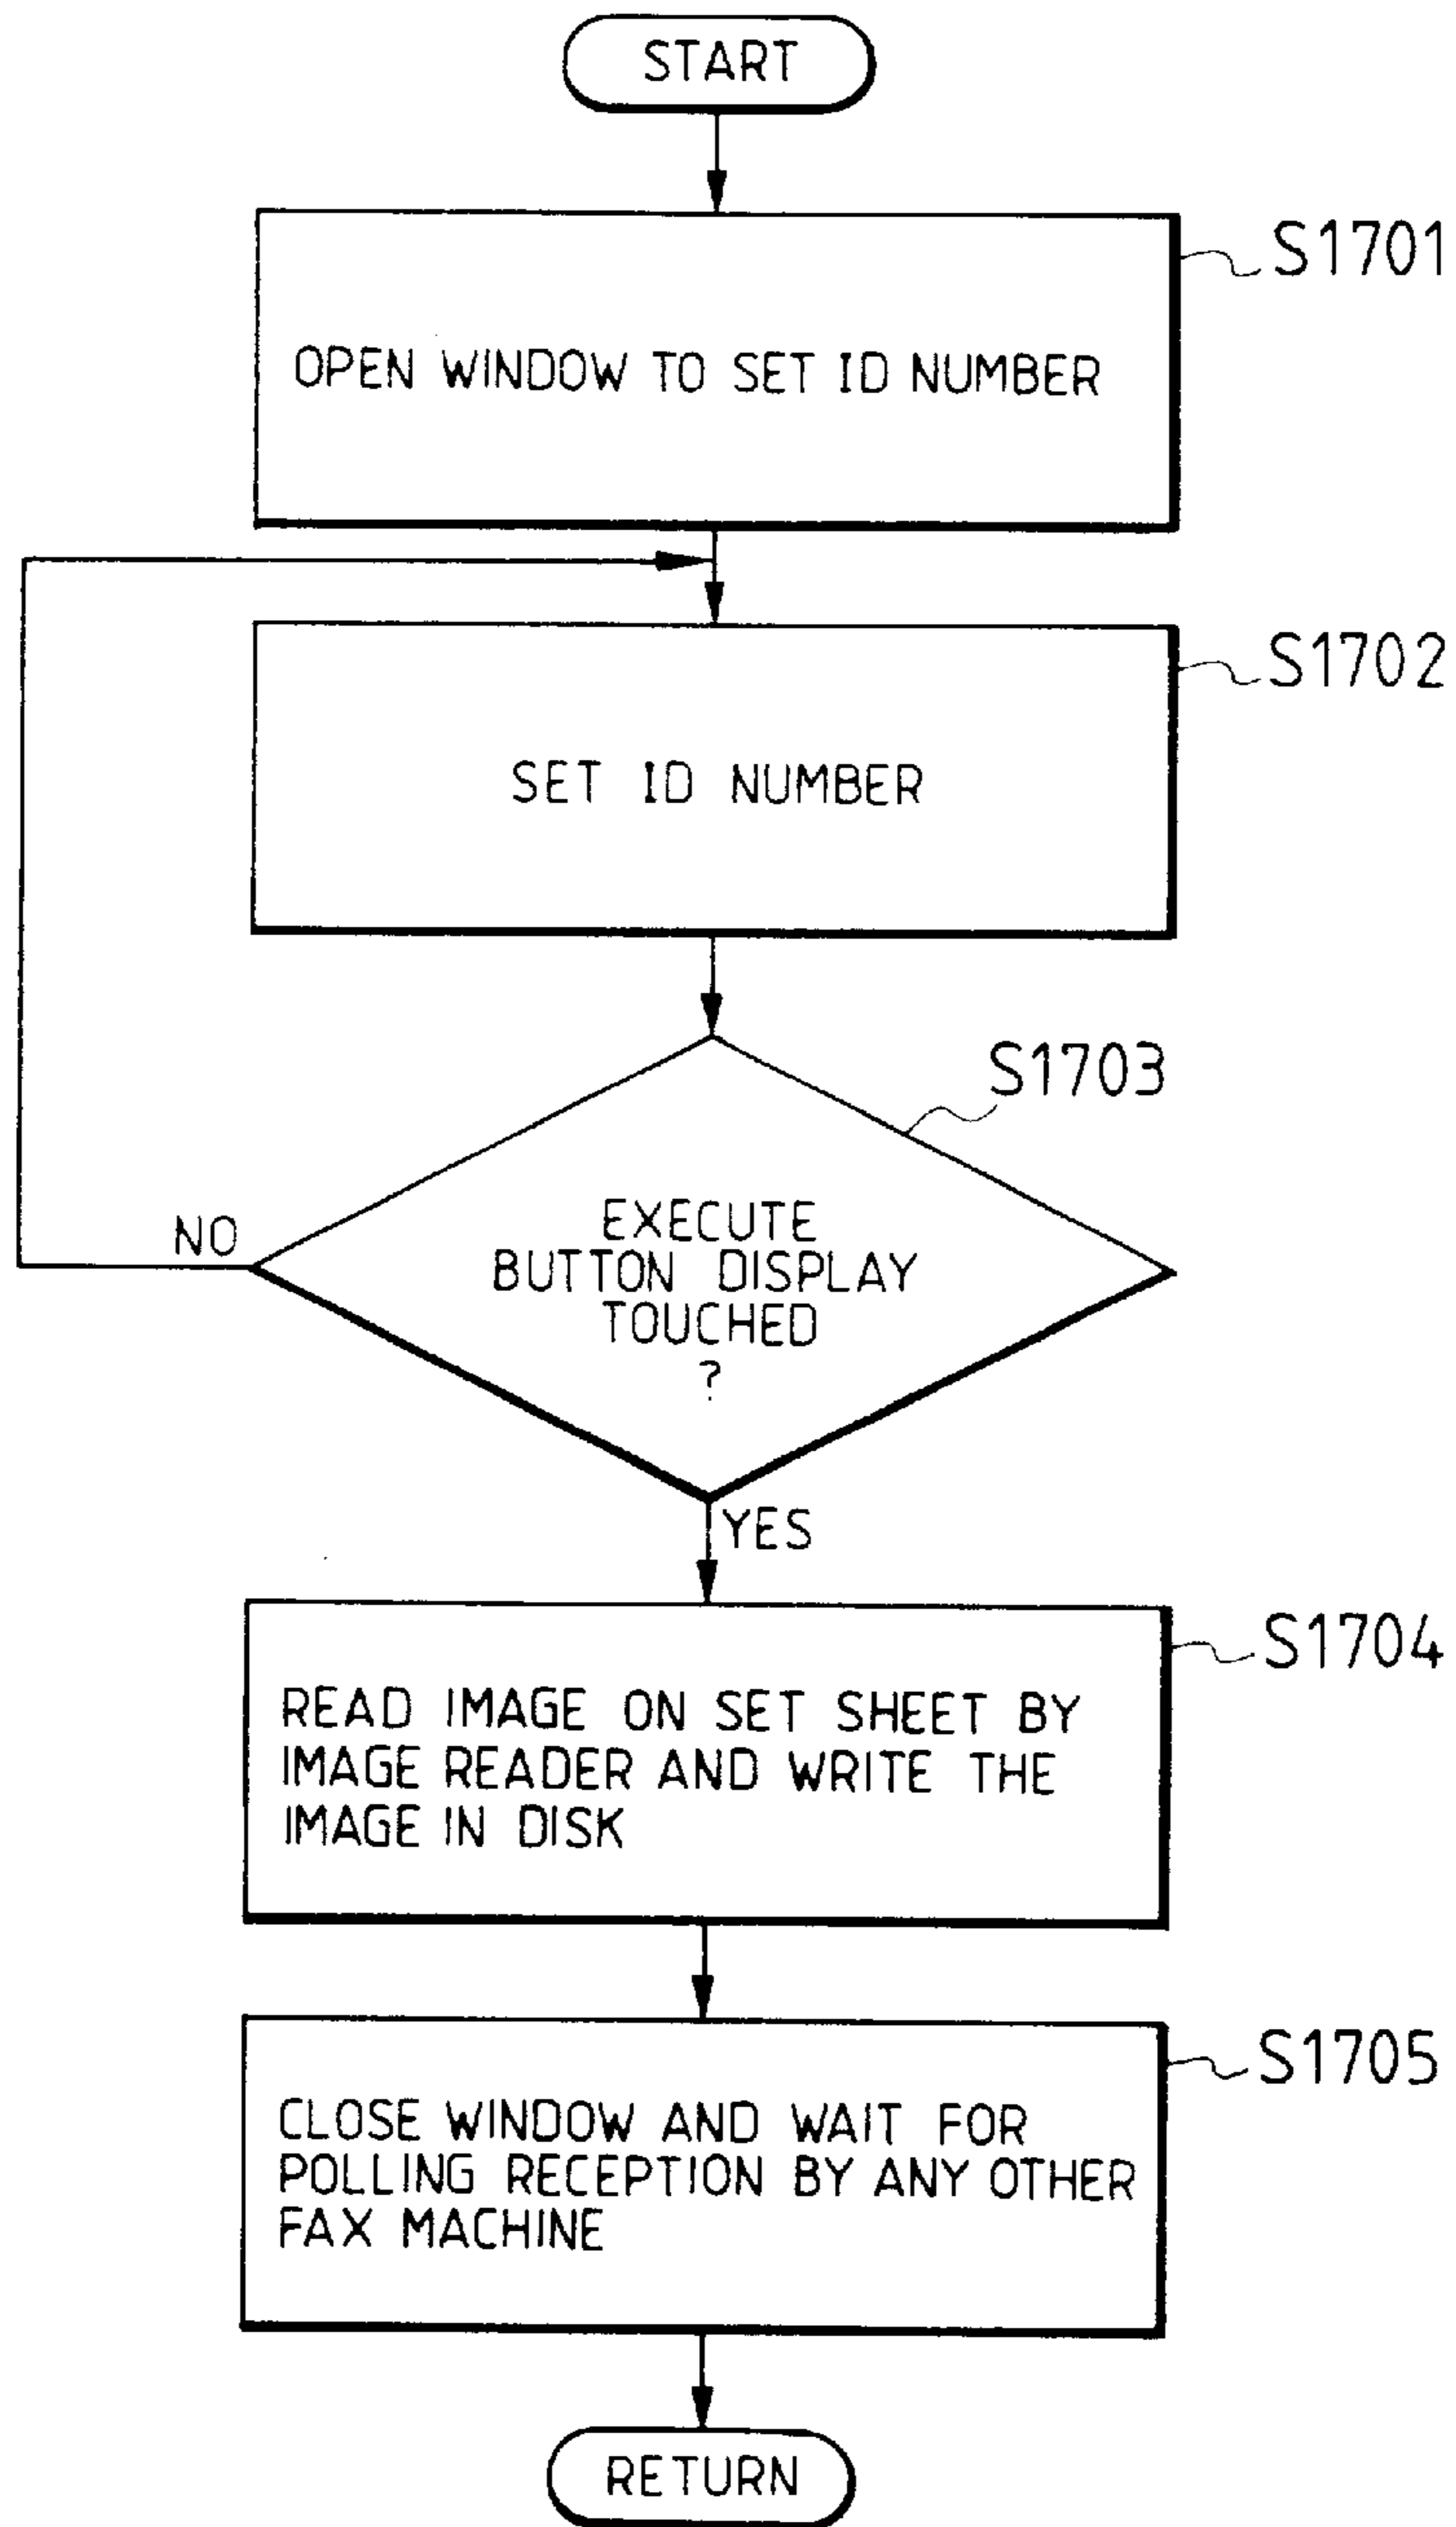 START
S1701
OPEN WINDOW TO SET ID NUMBER
S1702
SET ID NUMBER
S1703
EXECUTE
BUTTON DISPLAY
TOUCHED
?
NO
YES
S1704
READ IMAGE ON SET SHEET BY
IMAGE READER AND WRITE THE
IMAGE IN DISK
S1705
CLOSE WINDOW AND WAIT FOR
POLLING RECEPTION BY ANY OTHER
FAX MACHINE
RETURN